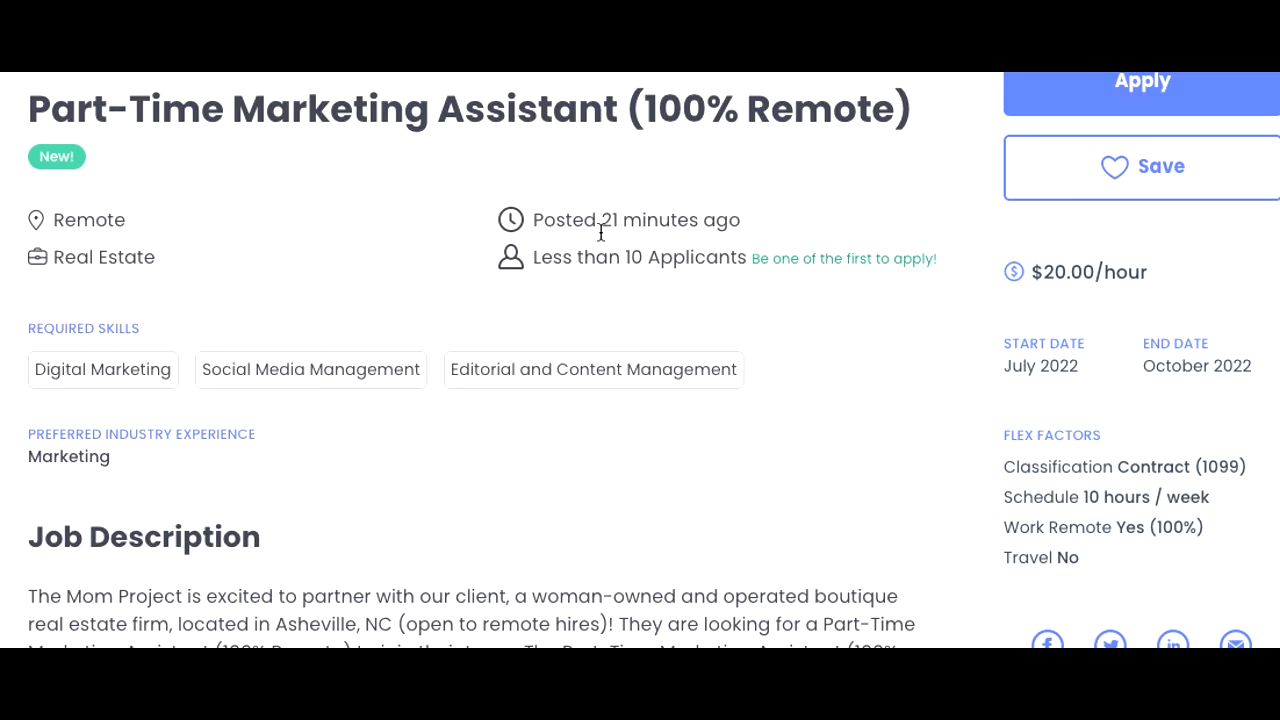 Part-Time Marketing Assistant (100% Remote)
New!
Remote
Posted 21 minutes ago
Real Estate
Less than 10 Applicants Be one of the first to apply!
REQUIRED SKILLS
Digital Marketing
Social Media Management
Editorial and Content Management
PREFERRED INDUSTRY EXPERIENCE
Marketing
Job Description
The Mom Project is excited to partner with our client, a woman-owned and operated boutique
real estate firm, located in Asheville, NC (open to remote hires)! They are looking for a Part-Time
Apply
Save
$20.00/hour
START DATE
July 2022
END DATE
October 2022
FLEX FACTORS
Classification Contract (1099)
Schedule 10 hours / week
Work Remote Yes (100%)
Travel No